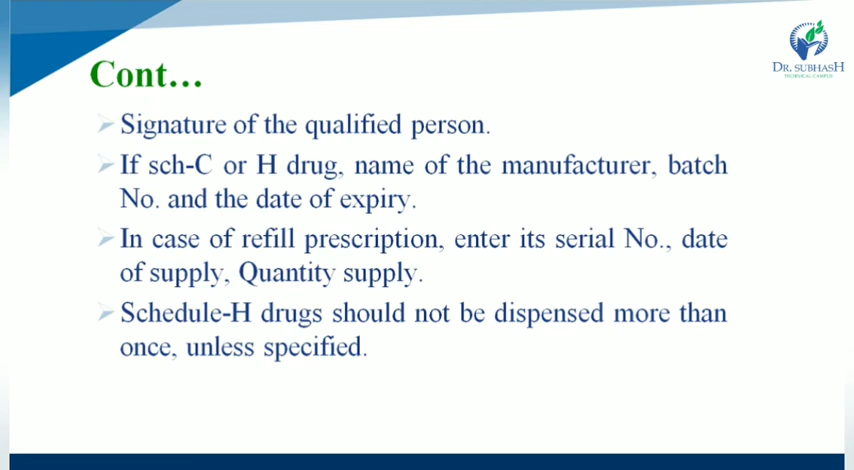 DR. SUBHASH
TECHNICAL CAMPUS
Cont...
Signature of the qualified person.
If sch-C or H drug, name of the manufacturer, batch
No. and the date of expiry.
In case of refill prescription, enter its serial No., date
of supply, Quantity supply.
Schedule-H drugs should not be dispensed more than
once, unless specified.